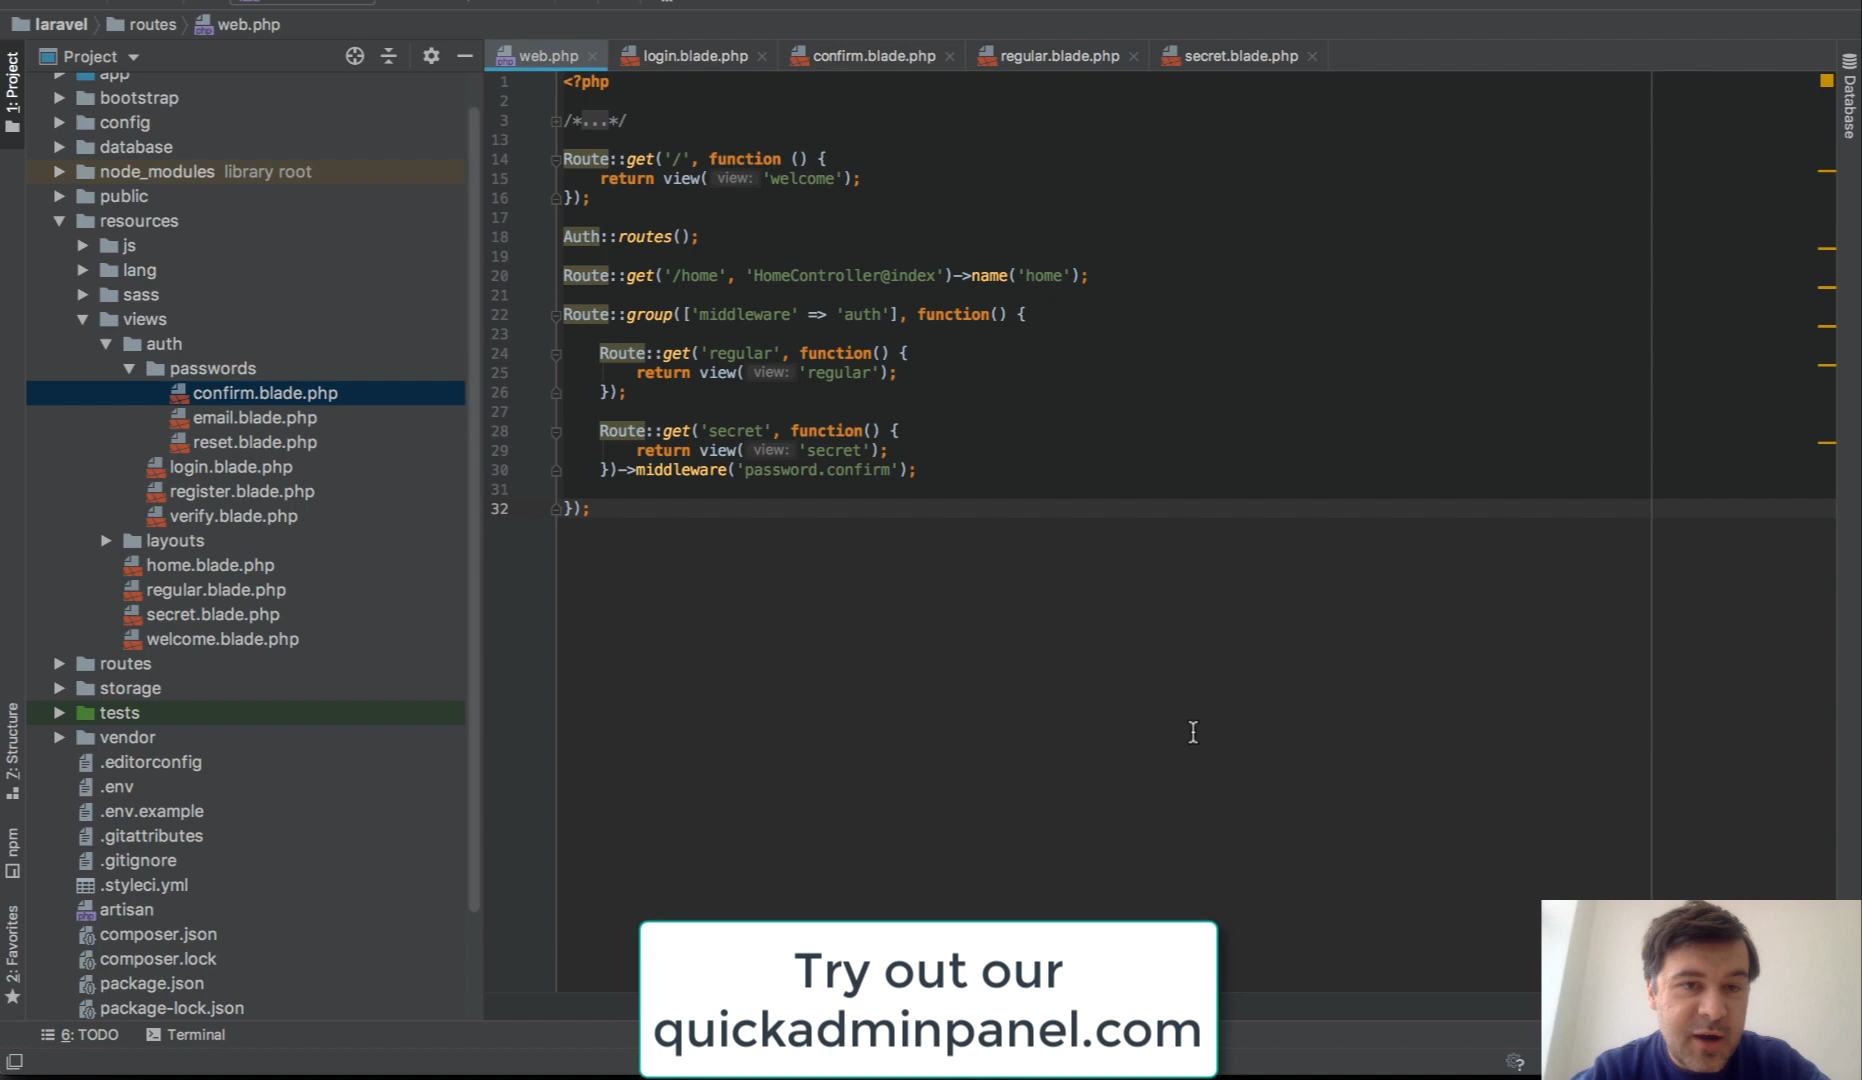 laravel routes web.php
Project
web.php login.blade.php confirm.blade.php regular.blade.php secret.blade.php
1: Project
app
bootstrap
config
database
node_modules library root
public
resources
js
lang
sass
views
auth
passwords
confirm.blade.php
email.blade.php
reset.blade.php
login.blade.php
register.blade.php
verify.blade.php
layouts
home.blade.php
regular.blade.php
secret.blade.php
welcome.blade.php
routes
storage
tests
vendor
.editorconfig
.env
.env.example
.gitattributes
.gitignore
.styleci.yml
artisan
composer.json
composer.lock
package.json
package-lock.json
7: Structure
npm
2: Favorites
1 <?php
2
3 /*...*/
13
14 Route::get('/', function () {
15 return view( view: 'welcome');
16 });
17
18 Auth::routes();
19
20 Route::get('/home', 'HomeController@index')->name('home');
21
22 Route::group(['middleware' => 'auth'], function() {
23
24 Route::get('regular', function() {
25 return view( view: 'regular');
26 });
27
28 Route::get('secret', function() {
29 return view( view: 'secret');
30 })->middleware('password.confirm');
31
32 });
Database
Try out our
quickadminpanel.com
6: TODO Terminal